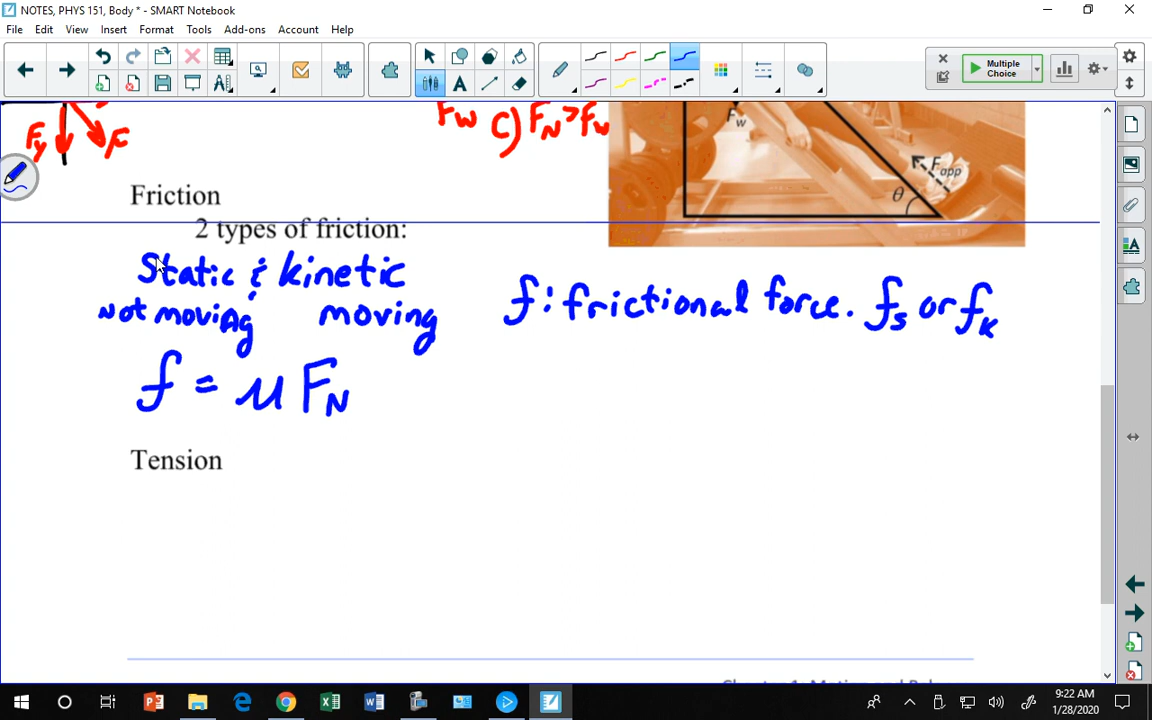 NOTES, PHYS 151, Body * - SMART Notebook
File Edit View Insert Format Tools Add-ons Account Help
Multiple
Choice
Fw C) FN > Fw
Fy F
Fw
Fapp
θ
Friction
2 types of friction:
Static & kinetic
not moving moving
f: frictional force. fs or fk
f = μ FN
Tension
9:22 AM
1/28/2020